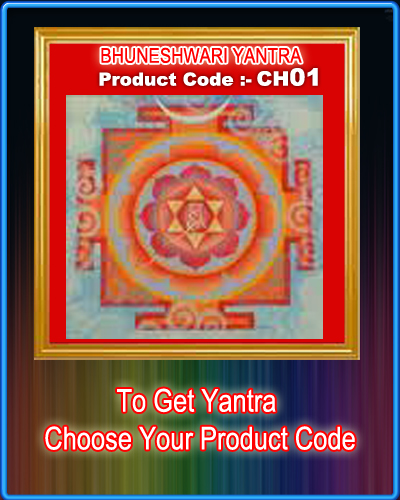 BHUNESHWARI YANTRA
Product Code :- CH01
To Get Yantra
Choose Your Product Code